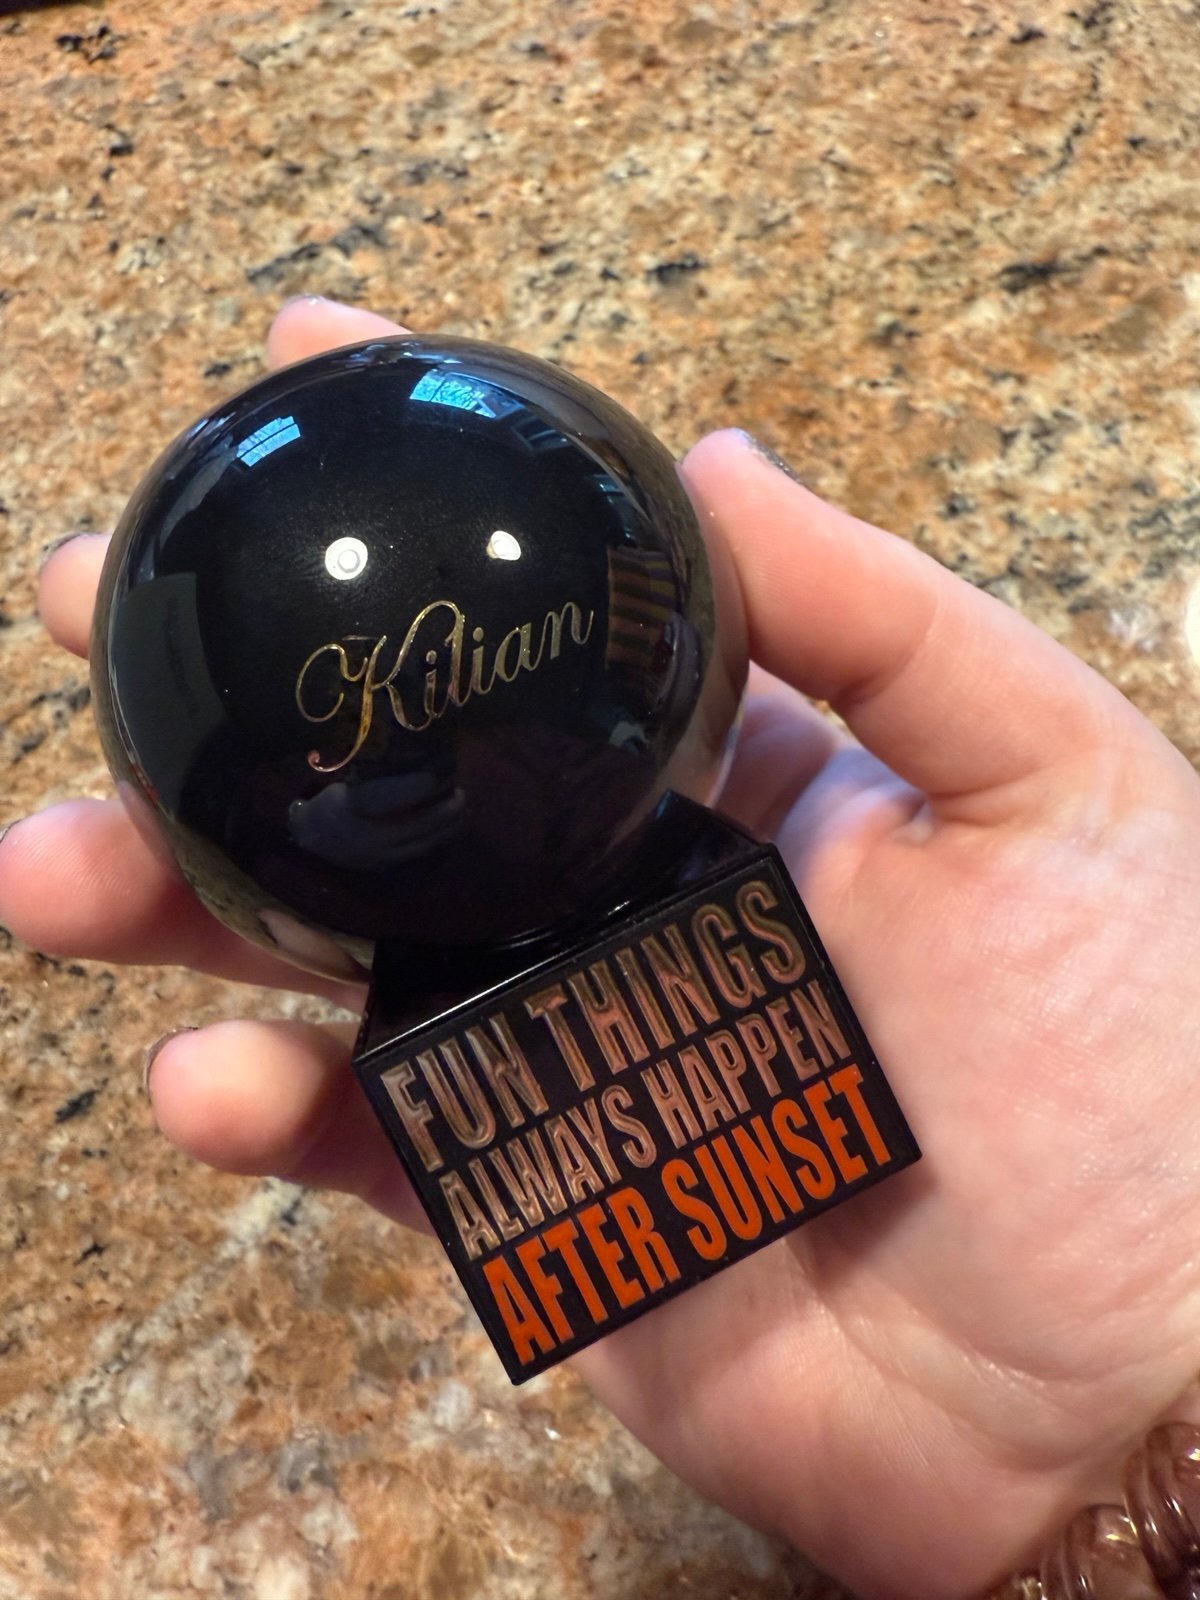 Kilian
FUN THINGS
ALWAYS HAPPEN
AFTER SUNSET